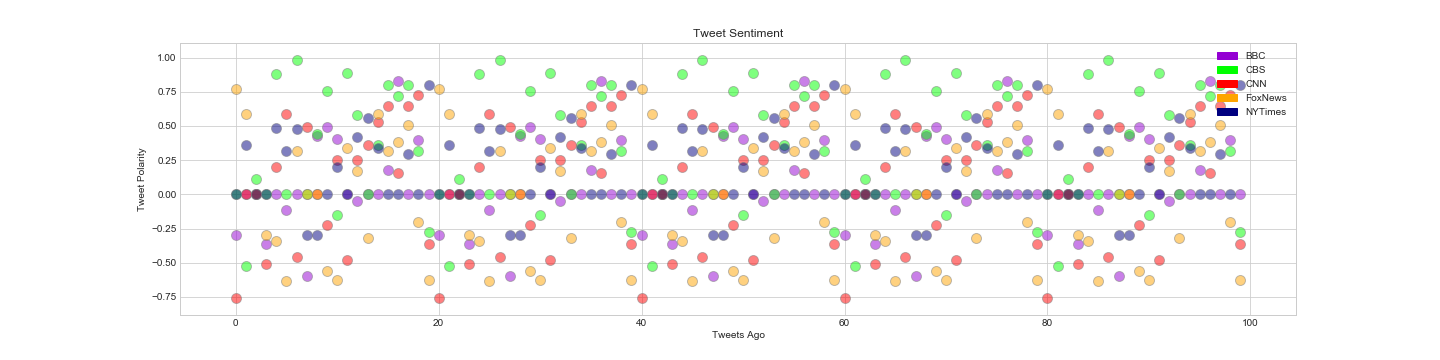 Tweet Sentiment
1.00
0.75
0.50
0.25
0.00
−0.25
−0.50
−0.75
Tweet Polarity
BBC
CBS
CNN
FoxNews
NYTimes
0 20 40 60 80 100
Tweets Ago